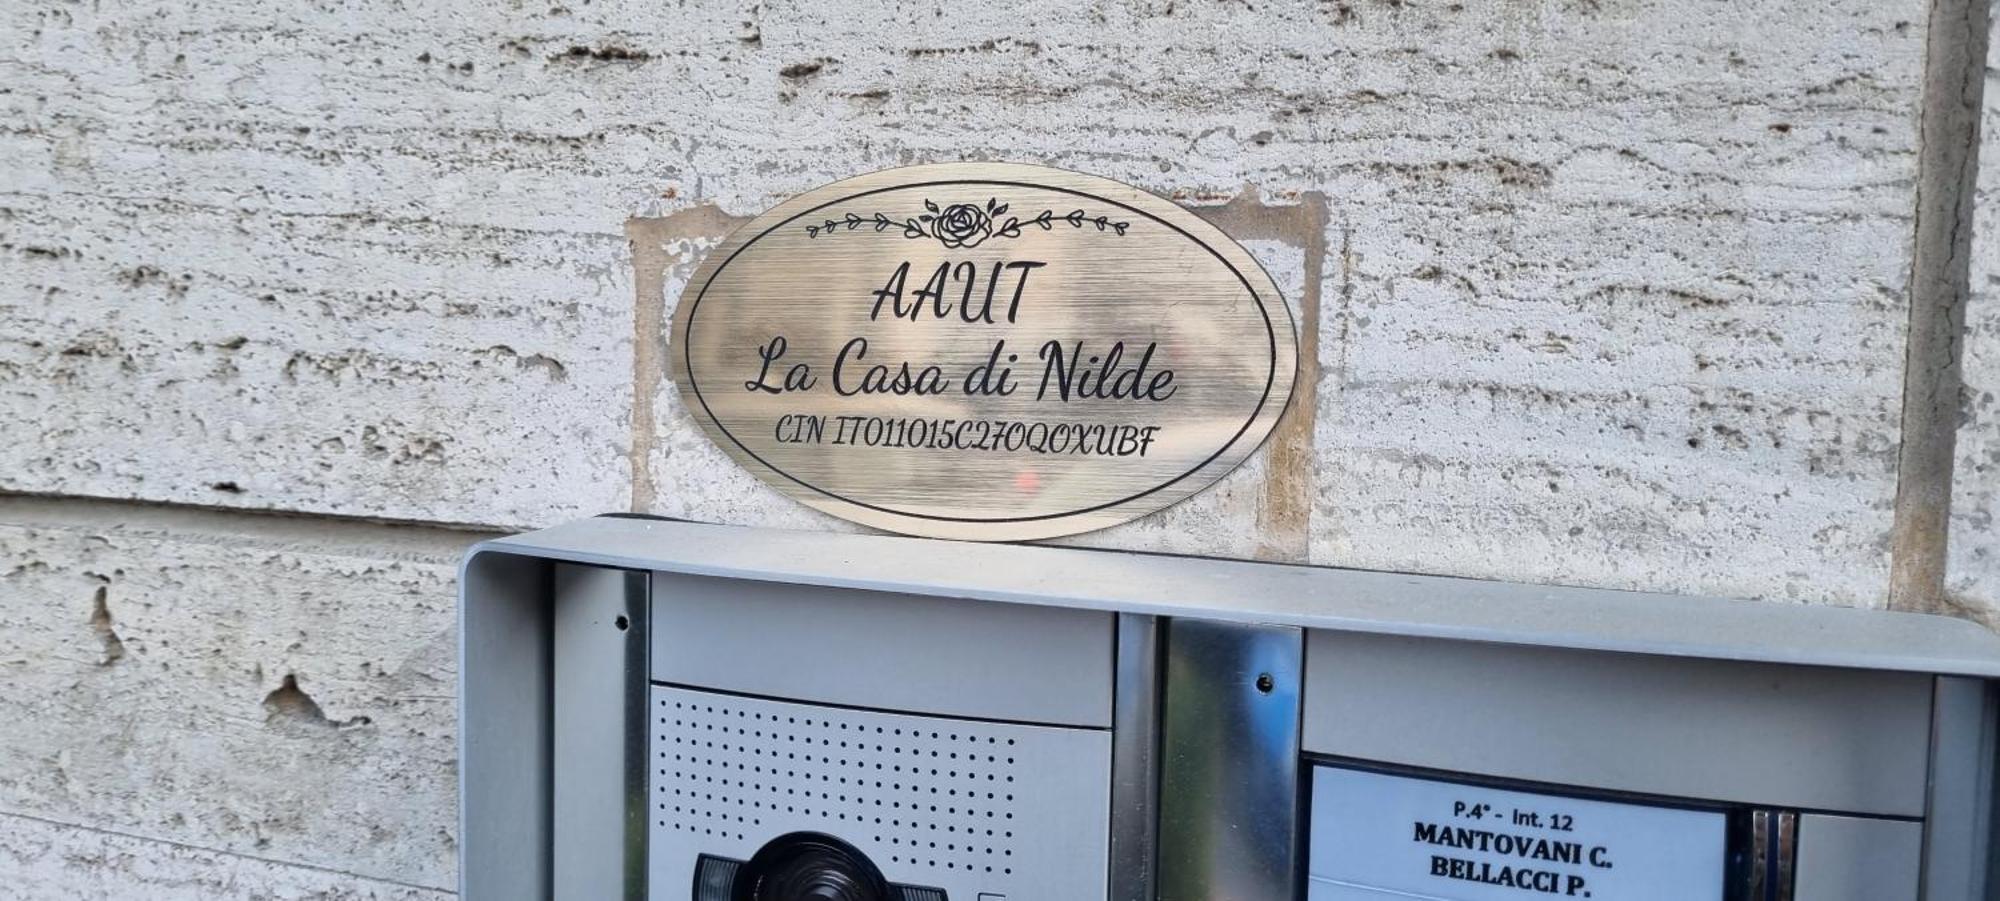 AAUT
La Casa di Nilde
CIN IT011015C27OQOXUBF
P.4° - Int. 12
MANTOVANI C.
BELLACCI P.